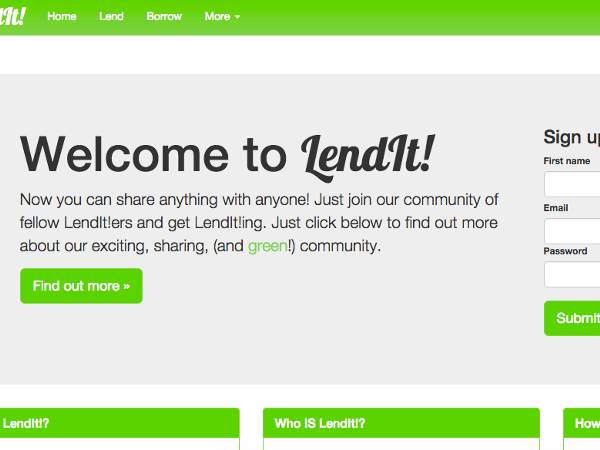 It! Home Lend Borrow More
Welcome to LendIt!
Now you can share anything with anyone! Just join our community of
fellow LendIt!ers and get LendIt!ing. Just click below to find out more
about our exciting, sharing, (and green!) community.
Find out more »
Sign up
First name
Email
Password
Submit
LendIt!? Who IS LendIt!? How